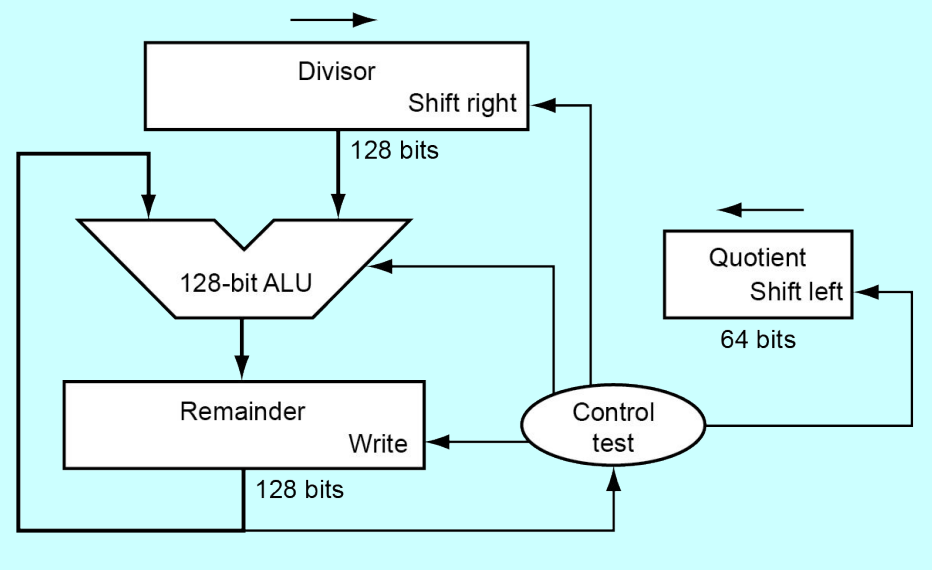 Divisor
Shift right
128 bits
128-bit ALU
Quotient
Shift left
64 bits
Remainder
Write
128 bits
Control
test